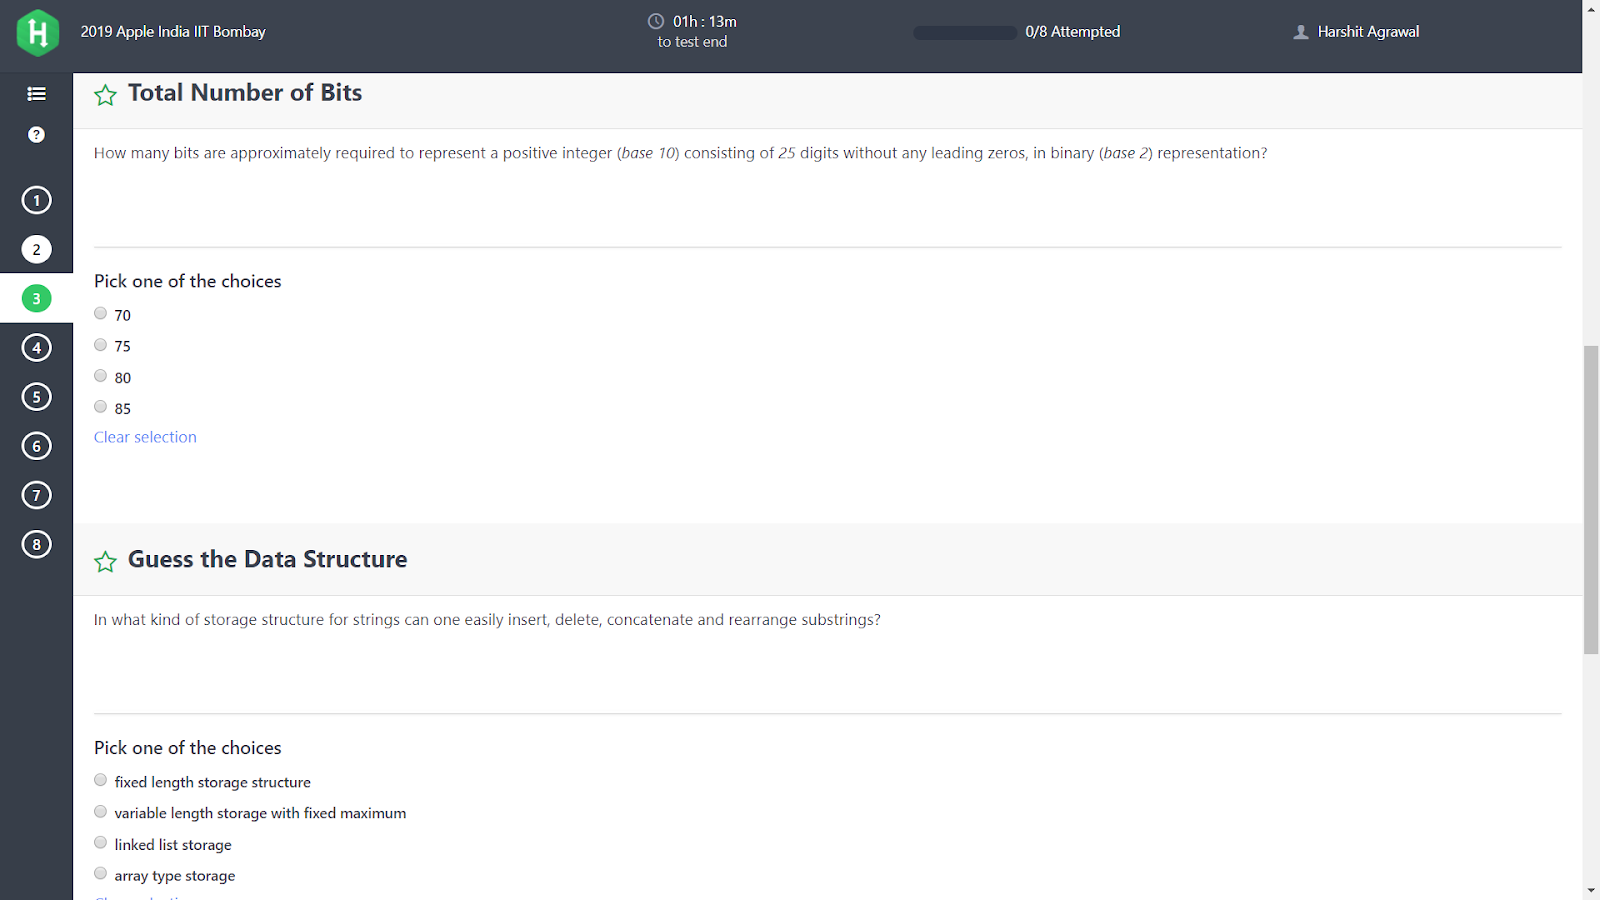 2019 Apple India IIT Bombay
01h : 13m
to test end
0/8 Attempted
Harshit Agrawal
?
1
2
3
4
5
6
7
8
Total Number of Bits
How many bits are approximately required to represent a positive integer (base 10) consisting of 25 digits without any leading zeros, in binary (base 2) representation?
Pick one of the choices
70
75
80
85
Clear selection
Guess the Data Structure
In what kind of storage structure for strings can one easily insert, delete, concatenate and rearrange substrings?
Pick one of the choices
fixed length storage structure
variable length storage with fixed maximum
linked list storage
array type storage